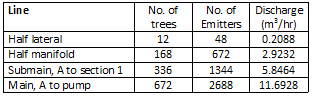 Line No. of trees No. of Emitters Discharge (m³/hr)
Half lateral 12 48 0.2088
Half manifold 168 672 2.9232
Submain, A to section 1 336 1344 5.8464
Main, A to pump 672 2688 11.6928